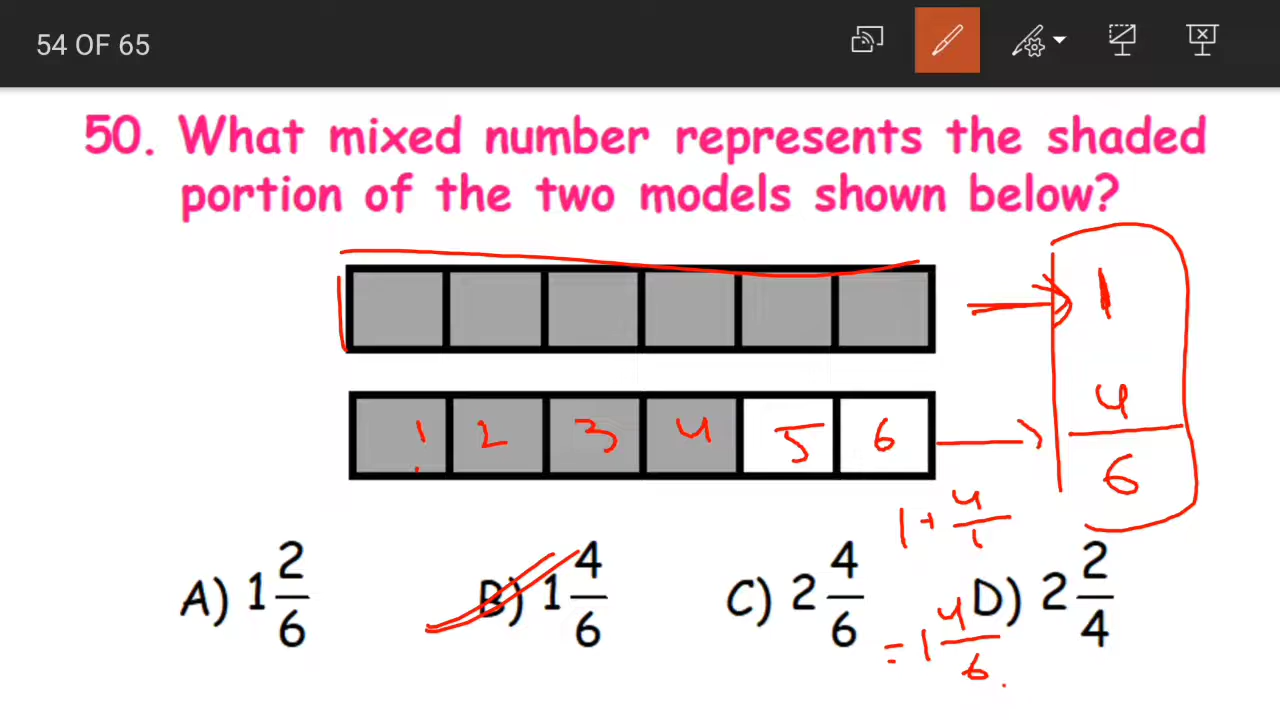 54 OF 65
50. What mixed number represents the shaded
portion of the two models shown below?
1
1 2 3 4 5 6
4
6
1 + 4
A) 1 2/6 B) 1 4/6 C) 2 4/6 D) 2 2/4
= 1 4/6